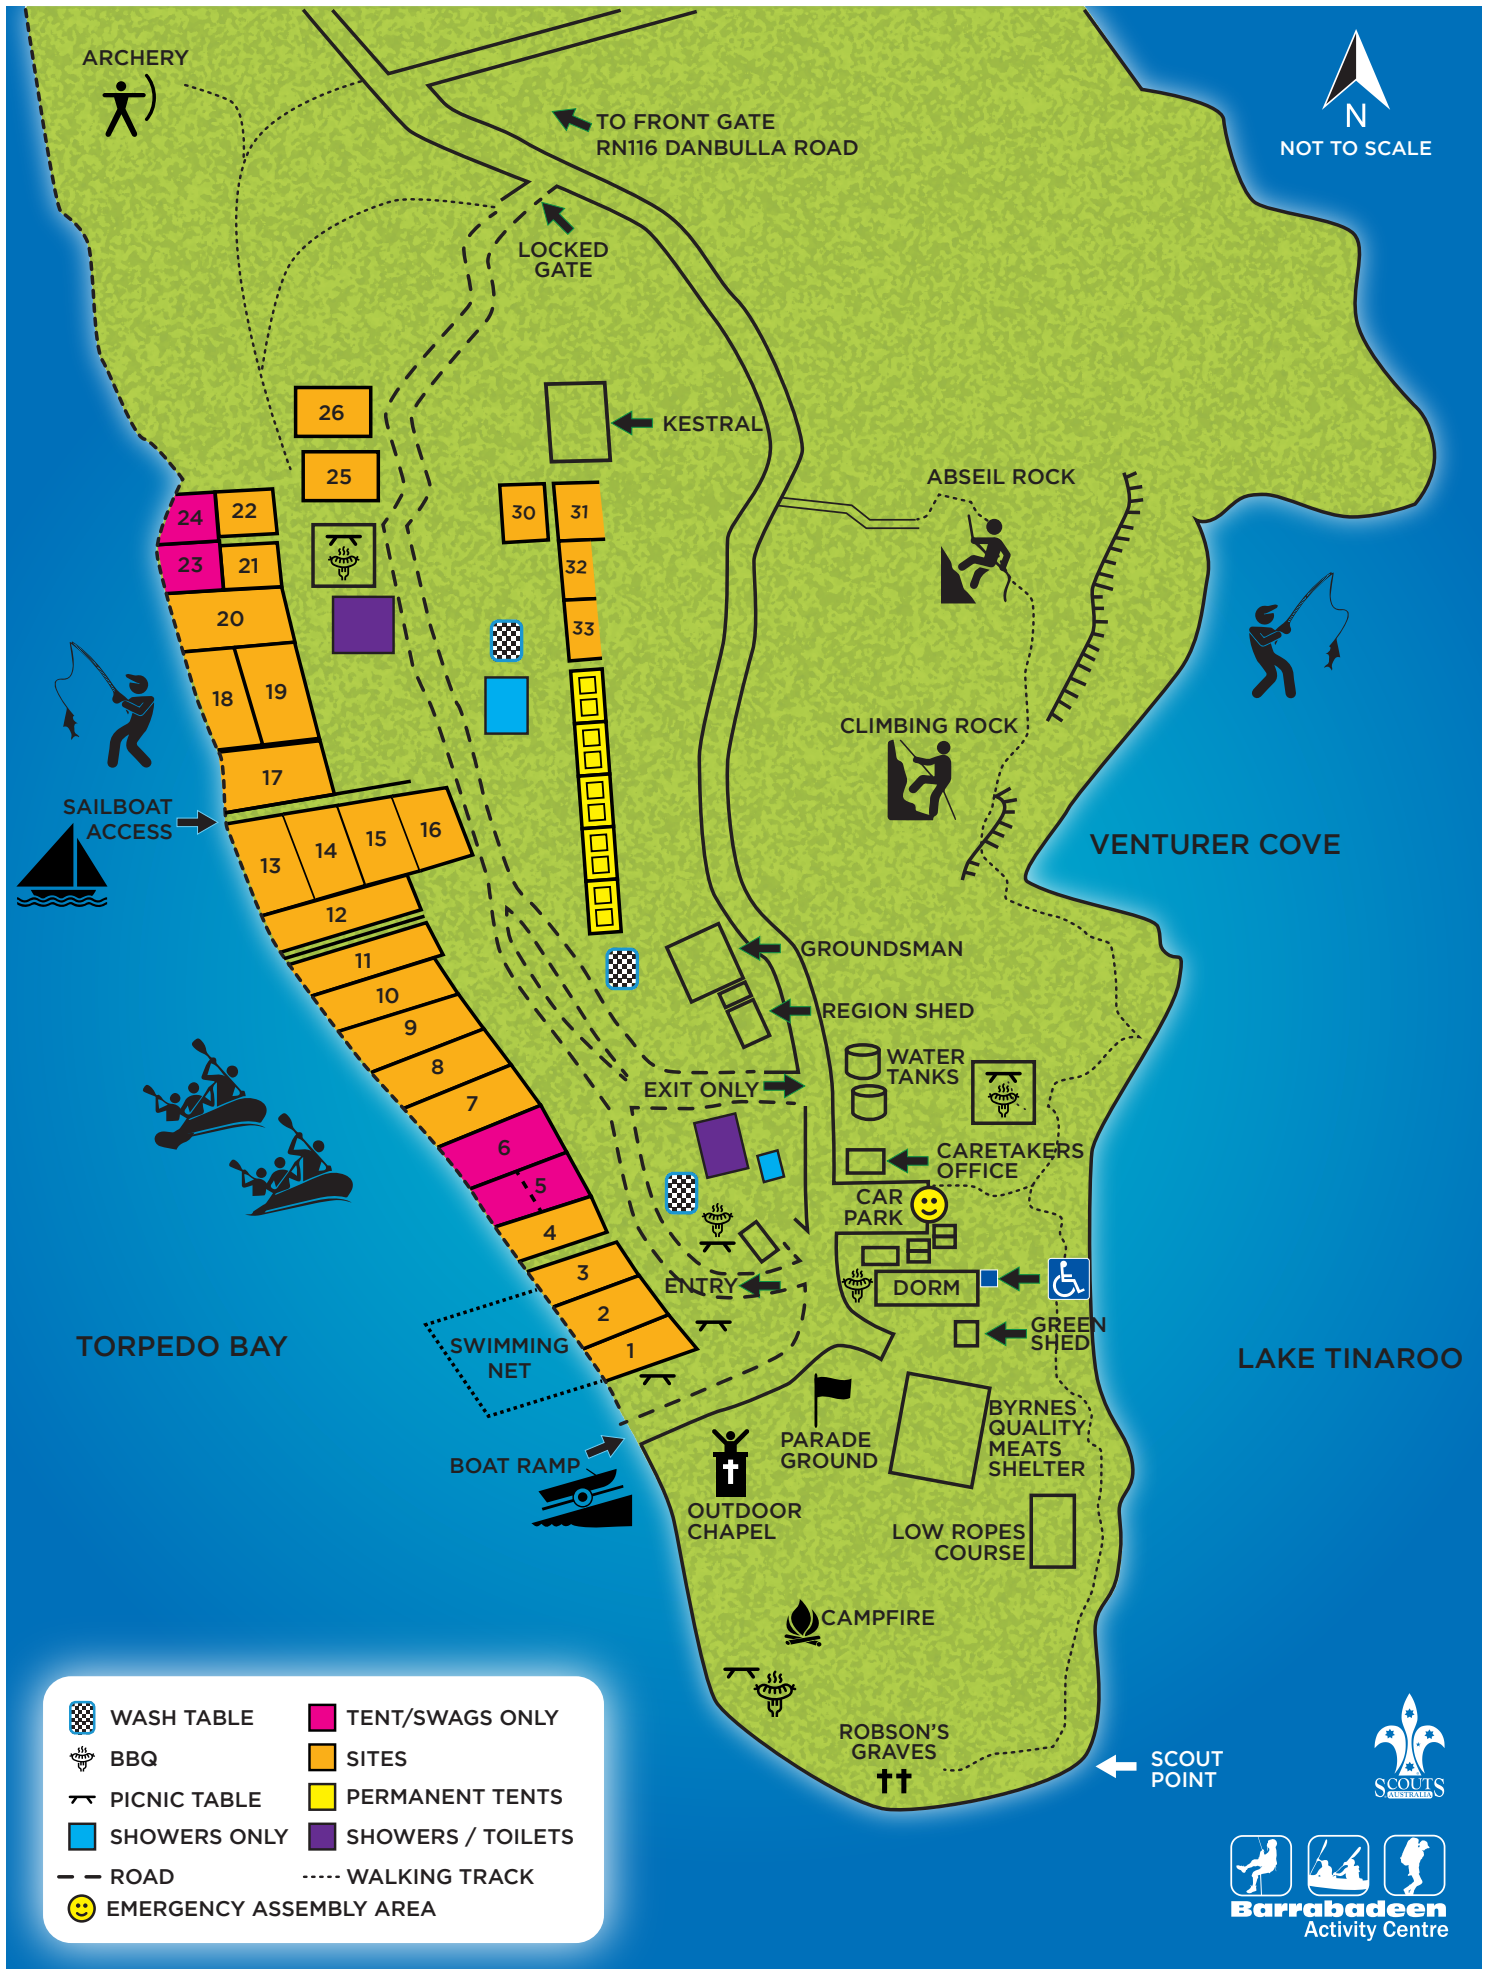 ARCHERY
TO FRONT GATE
RN116 DANBULLA ROAD
N
NOT TO SCALE
LOCKED
GATE
26
KESTRAL
25
ABSEIL ROCK
24
22
30
31
23
21
32
20
33
18
19
CLIMBING ROCK
17
SAILBOAT
ACCESS
13
14
15
16
VENTURER COVE
12
11
GROUNDSMAN
10
REGION SHED
9
8
WATER
TANKS
EXIT ONLY
7
6
CARETAKERS
OFFICE
5
CAR
PARK
4
3
ENTRY
DORM
2
GREEN
SHED
1
SWIMMING
NET
TORPEDO BAY
LAKE TINAROO
BYRNES
QUALITY
MEATS
SHELTER
PARADE
GROUND
BOAT RAMP
OUTDOOR
CHAPEL
LOW ROPES
COURSE
CAMPFIRE
ROBSON'S
GRAVES
SCOUT
POINT
WASH TABLE
TENT/SWAGS ONLY
BBQ
SITES
PICNIC TABLE
PERMANENT TENTS
SHOWERS ONLY
SHOWERS / TOILETS
ROAD
WALKING TRACK
EMERGENCY ASSEMBLY AREA
SCOUTS
AUSTRALIA
Barrabadeen
Activity Centre